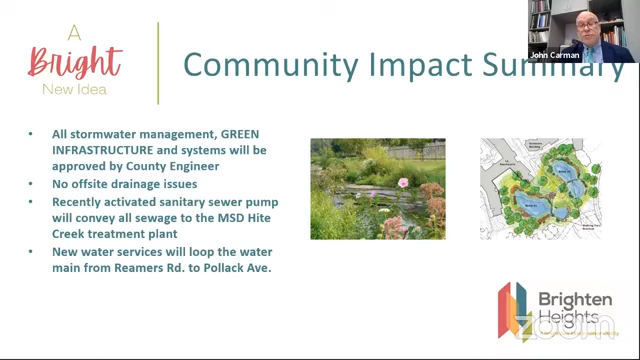 A
Bright
New Idea
Community Impact Summary
John Carman
• All stormwater management, GREEN
INFRASTRUCTURE and systems will be
approved by County Engineer
• No offsite drainage issues
• Recently activated sanitary sewer pump
will convey all sewage to the MSD Hite
Creek treatment plant
• New water services will loop the water
main from Reamers Rd. to Pollack Ave.
Brighten
Heights
zoom